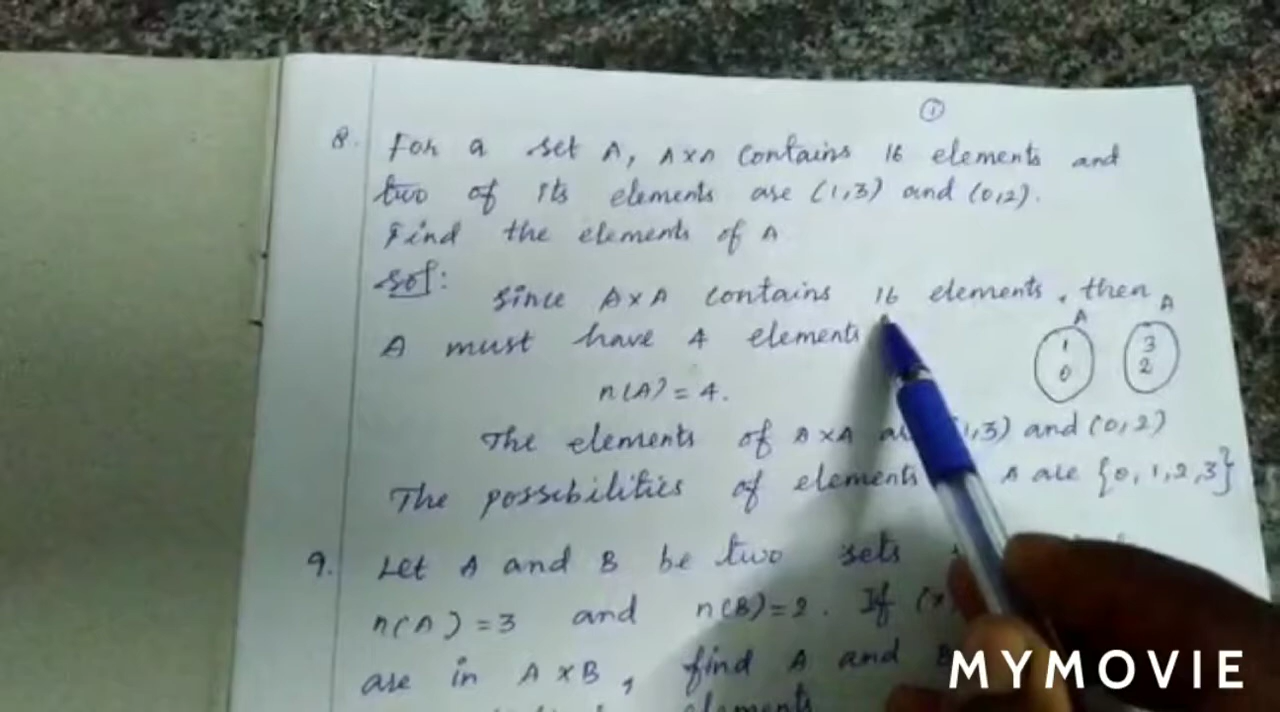 ①
8. For a set A, A×A contains 16 elements and
two of its elements are (1,3) and (0,2).
Find the elements of A
Sol:
Since A×A contains 16 elements, then
A must have 4 elements
A A
1 3
0 2
n(A) = 4.
The elements of A×A (1,3) and (0,2)
The possibilities of elements A are {0,1,2,3}
9. Let A and B be two sets
n(A) = 3 and n(B) = 2. If (x
are in A×B, find A and B
elements
MYMOVIE